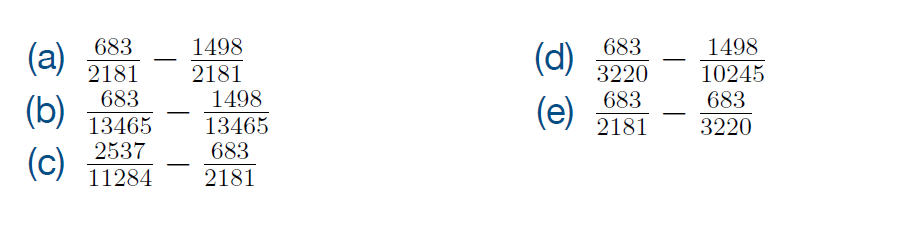 (a) 683/2181 − 1498/2181
(b) 683/13465 − 1498/13465
(c) 2537/11284 − 683/2181
(d) 683/3220 − 1498/10245
(e) 683/2181 − 683/3220